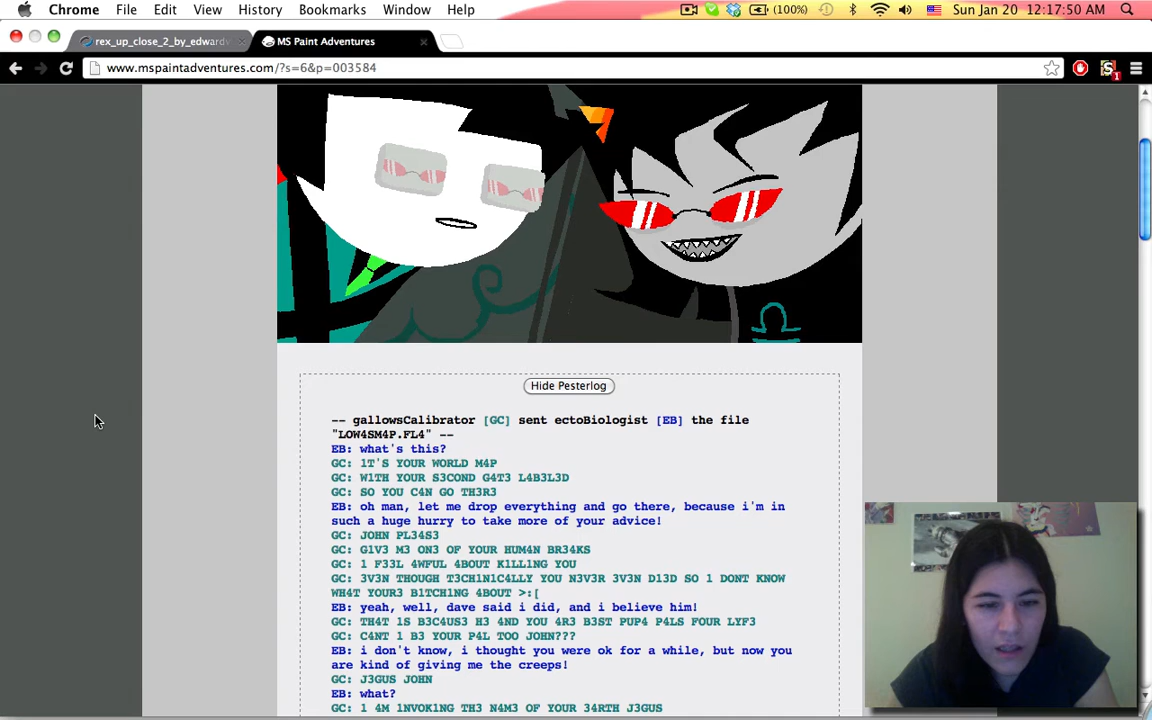 Chrome File Edit View History Bookmarks Window Help (100%) Sun Jan 20 12:17:50 AM
rex_up_close_2_by_edwardv MS Paint Adventures
www.mspaintadventures.com/?s=6&p=003584
S 1
Hide Pesterlog
-- gallowsCalibrator [GC] sent ectoBiologist [EB] the file
"LOW4SM4P.FL4" --
EB: what's this?
GC: 1T'S YOUR WORLD M4P
GC: W1TH YOUR S3COND G4T3 L4B3L3D
GC: SO YOU C4N GO TH3R3
EB: oh man, let me drop everything and go there, because i'm in
such a huge hurry to take more of your advice!
GC: JOHN PL34S3
GC: G1V3 M3 ON3 OF YOUR HUM4N BR34KS
GC: 1 F33L 4WFUL 4BOUT K1LL1NG YOU
GC: 3V3N THOUGH T3CH1N1C4LLY YOU N3V3R 3V3N D13D SO 1 DONT KNOW
WH4T YOUR3 B1TCH1NG 4BOUT >:[
EB: yeah, well, dave said i did, and i believe him!
GC: TH4T 1S B3C4US3 H3 4ND YOU 4R3 B3ST PUP4 P4LS FOUR LYF3
GC: C4NT 1 B3 YOUR P4L TOO JOHN???
EB: i don't know, i thought you were ok for a while, but now you
are kind of giving me the creeps!
GC: J3GUS JOHN
EB: what?
GC: 1 4M 1NVOK1NG TH3 N4M3 OF YOUR 34RTH J3GUS